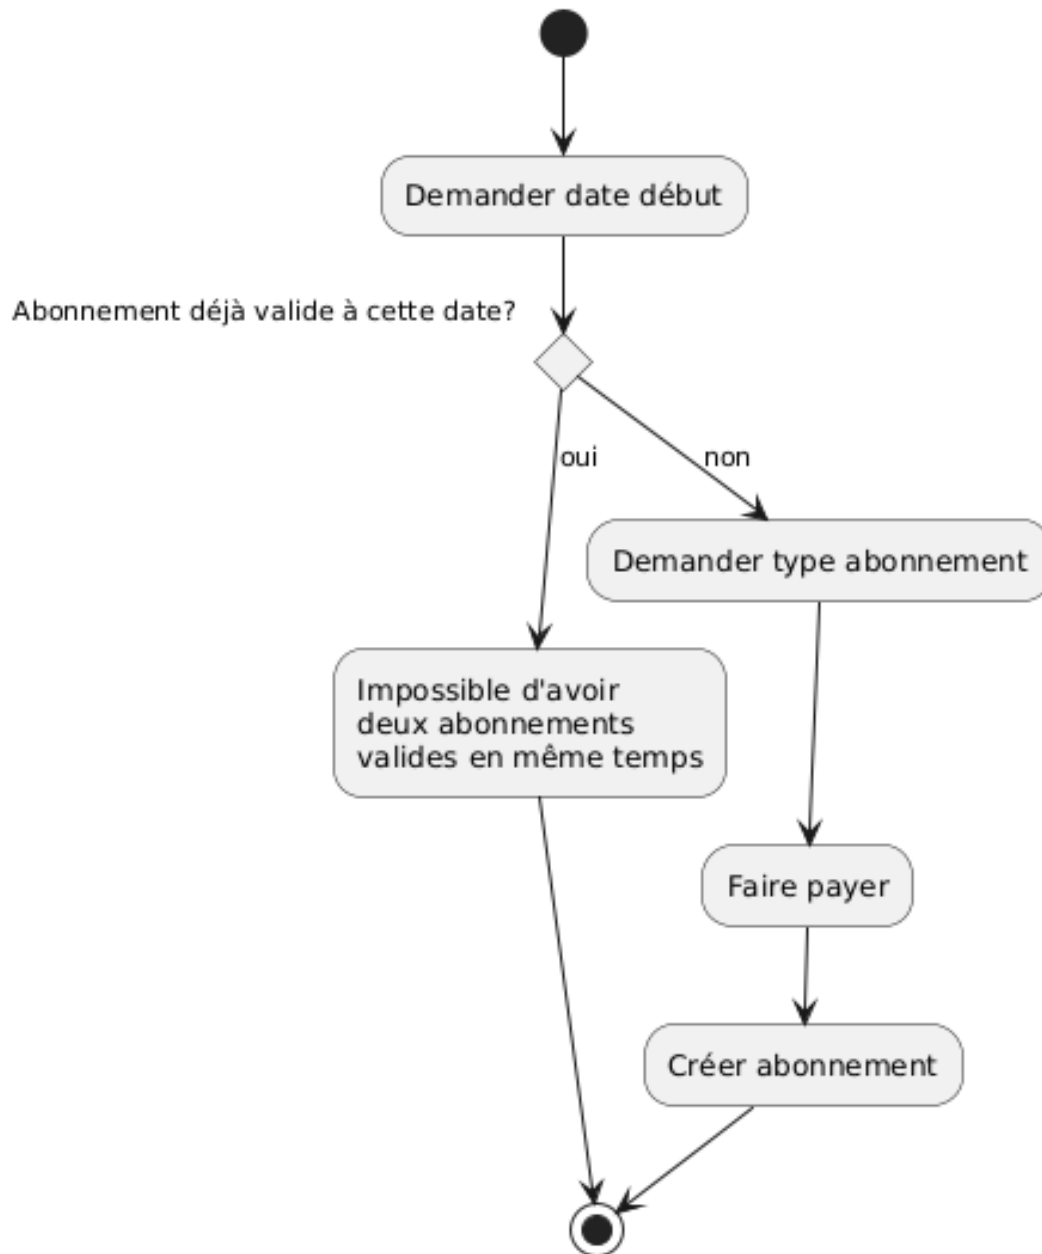 Demander date début
Abonnement déjà valide à cette date?
oui
non
Demander type abonnement
Impossible d'avoir
deux abonnements
valides en même temps
Faire payer
Créer abonnement